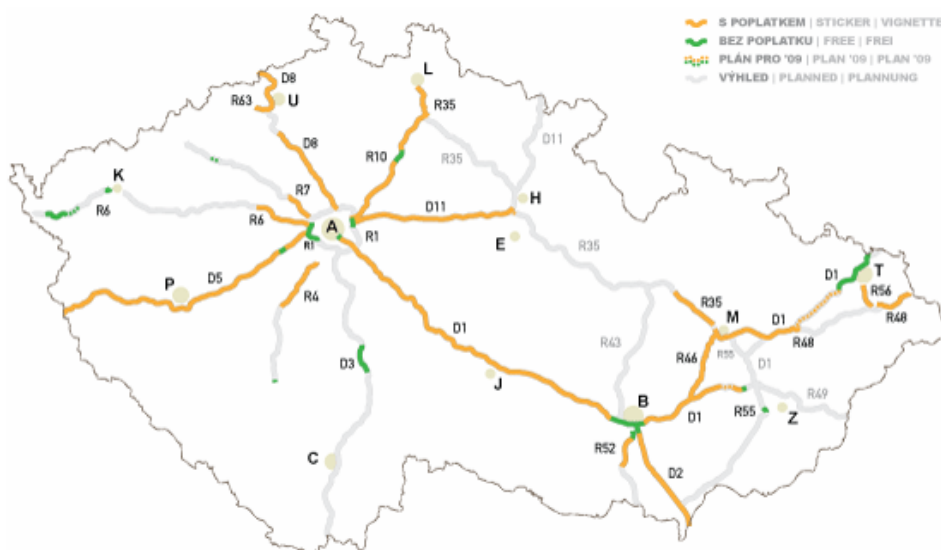 S POPLATKEM | STICKER | VIGNETTE
BEZ POPLATKU | FREE | FREI
PLÁN PRO '09 | PLAN '09 | PLAN '09
VÝHLED | PLANNED | PLANNUNG
D8
L
R63
U
R35
D11
D8
R35
R10
K
R7
H
R6
R6
D11
A
R1
R1
E
R35
D5
P
R4
D1
T
R56
R35
M
D1
R48
R48
D1
R43
R55
D1
D3
R46
J
R49
B
D1
R55
Z
R52
C
D2